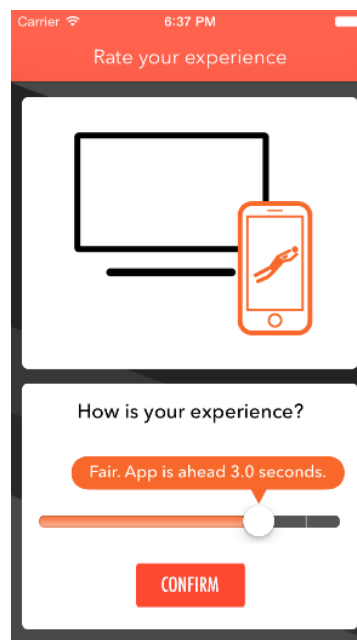 Carrier 6:37 PM
Rate your experience
How is your experience?
Fair. App is ahead 3.0 seconds.
CONFIRM